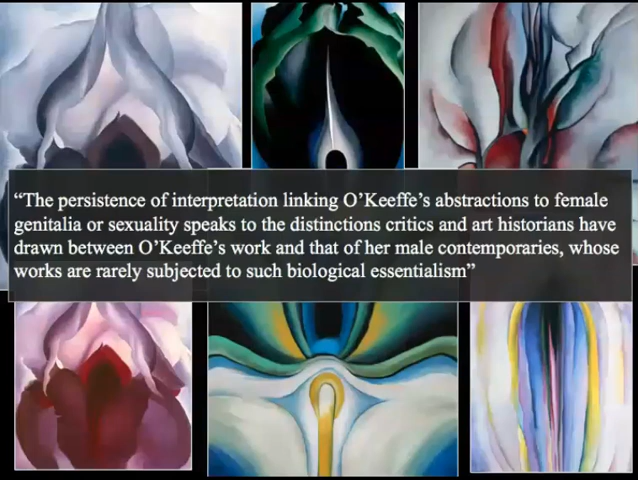 “The persistence of interpretation linking O’Keeffe’s abstractions to female
genitalia or sexuality speaks to the distinctions critics and art historians have
drawn between O’Keeffe’s work and that of her male contemporaries, whose
works are rarely subjected to such biological essentialism”